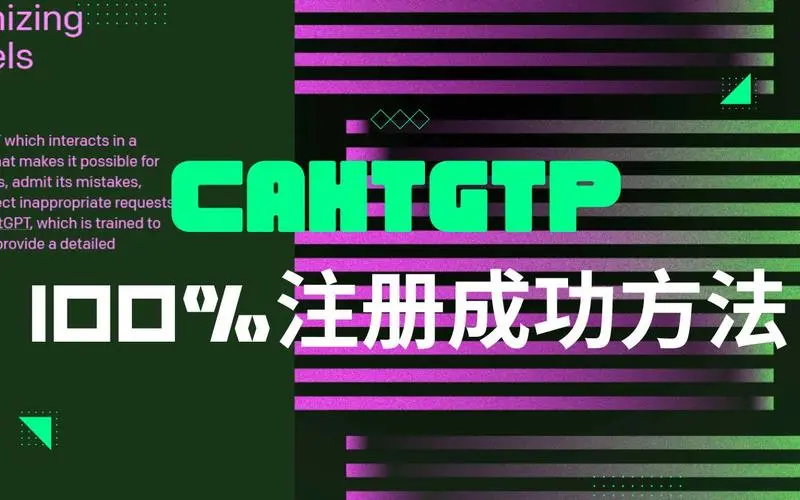 nizing
els
which interacts in a
hat makes it possible for
s, admit its mistakes,
ect inappropriate requests
tGPT, which is trained to
provide a detailed
CAHTGTP
100%注册成功方法